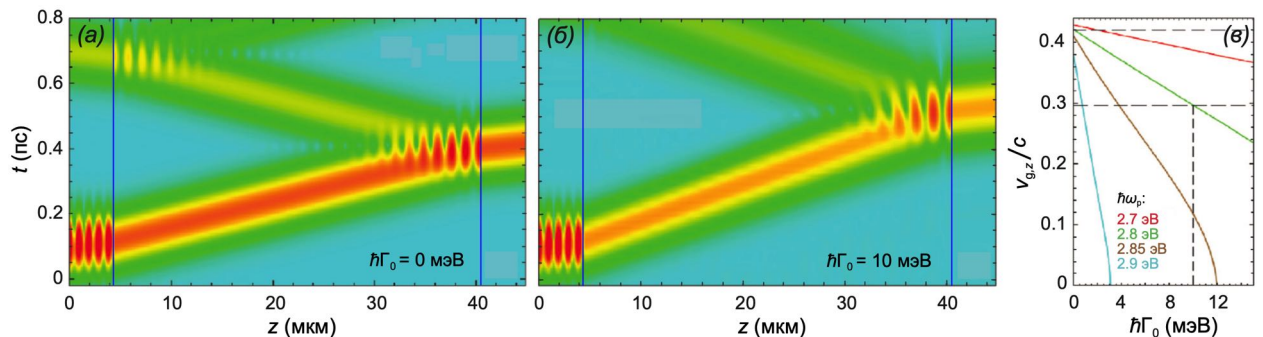 (а)
0.8
0.6
0.4
0.2
0
t (пс)
ħΓ₀ = 0 мэВ
0 10 20 30 40
z (мкм)
(б)
ħΓ₀ = 10 мэВ
0 10 20 30 40
z (мкм)
(в)
v_g,z/c
0.4
0.3
0.2
0.1
0
ħω_p:
2.7 эВ
2.8 эВ
2.85 эВ
2.9 эВ
0 4 8 12
ħΓ₀ (мэВ)